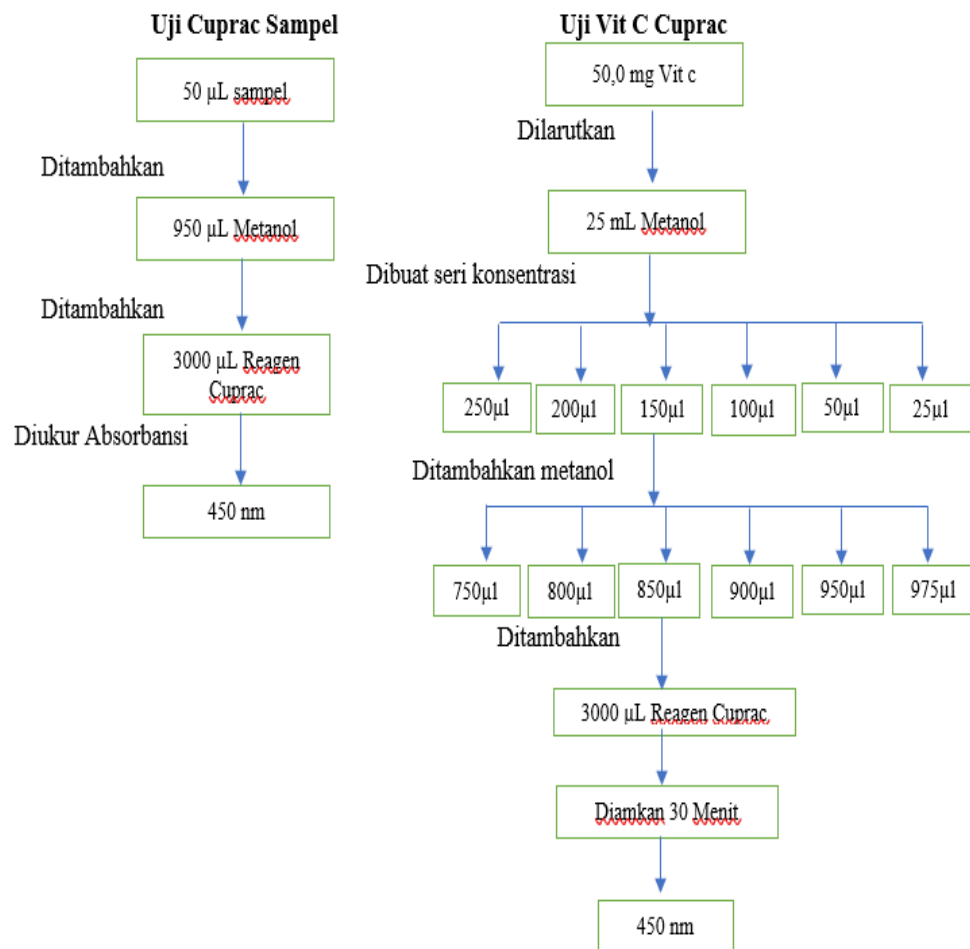 Uji Cuprac Sampel
50 µL sampel
Ditambahkan
950 µL Metanol
Ditambahkan
3000 µL Reagen
Cuprac
Diukur Absorbansi
450 nm
Uji Vit C Cuprac
50,0 mg Vit c
Dilarutkan
25 mL Metanol
Dibuat seri konsentrasi
250µl 200µl 150µl 100µl 50µl 25µl
Ditambahkan metanol
750µl 800µl 850µl 900µl 950µl 975µl
Ditambahkan
3000 µL Reagen Cuprac
Diamkan 30 Menit
450 nm